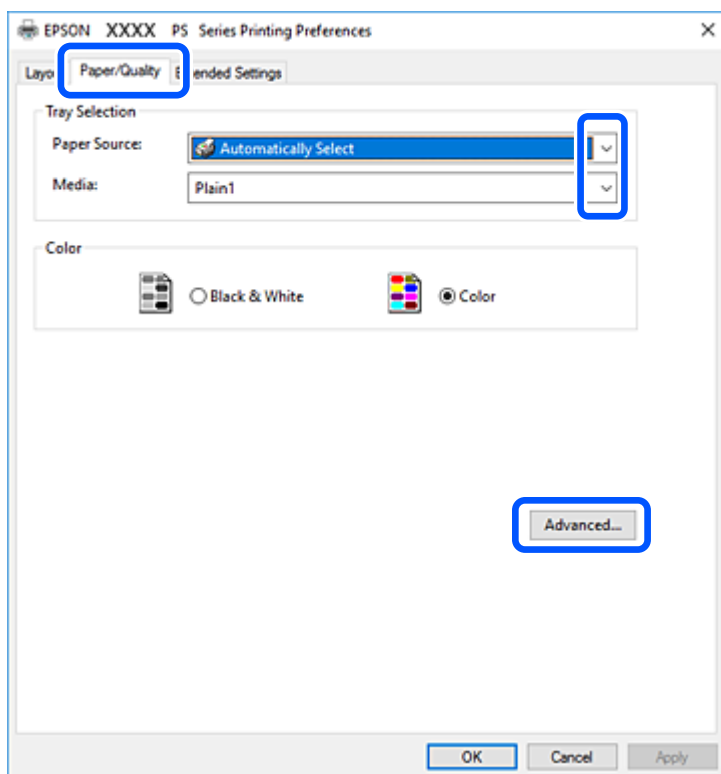 EPSON XXXX PS Series Printing Preferences
Paper/Quality
Tray Selection
Paper Source: Automatically Select
Media: Plain1
Color
Black & White Color
Advanced...
OK Cancel Apply